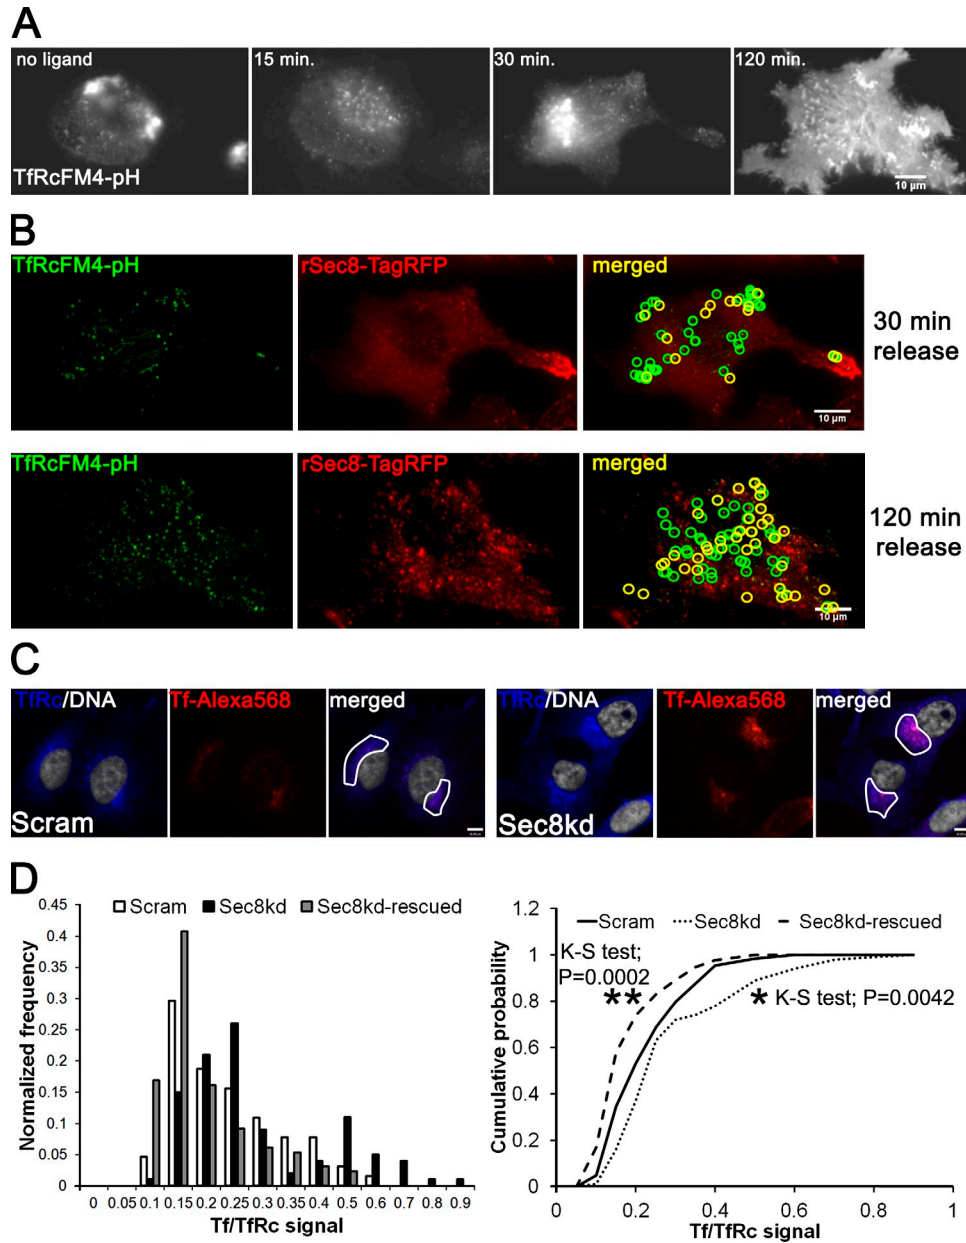 A
no ligand
15 min.
30 min.
120 min.
TfRcFM4-pH
10 µm
B
TfRcFM4-pH
rSec8-TagRFP
merged
30 min
release
10 µm
TfRcFM4-pH
rSec8-TagRFP
merged
120 min
release
10 µm
C
TfRc/DNA
Tf-Alexa568
merged
Scram
TfRc/DNA
Tf-Alexa568
merged
Sec8kd
D
Scram Sec8kd Sec8kd-rescued
Normalized frequency
0.45
0.4
0.35
0.3
0.25
0.2
0.15
0.1
0.05
0
0 0.05 0.1 0.15 0.2 0.25 0.3 0.35 0.4 0.5 0.6 0.7 0.8 0.9
Tf/TfRc signal
Scram Sec8kd Sec8kd-rescued
K-S test;
P=0.0002
**
* K-S test; P=0.0042
Cumulative probability
1.2
1
0.8
0.6
0.4
0.2
0
0 0.2 0.4 0.6 0.8 1
Tf/TfRc signal